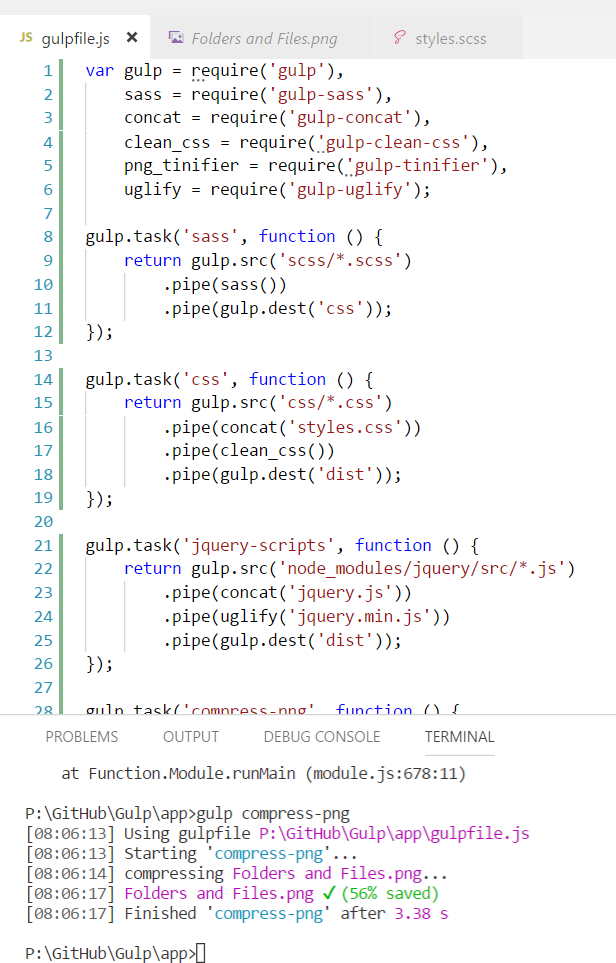 JS gulpfile.js × Folders and Files.png styles.scss
1 var gulp = require('gulp'),
2 sass = require('gulp-sass'),
3 concat = require('gulp-concat'),
4 clean_css = require('gulp-clean-css'),
5 png_tinifier = require('gulp-tinifier'),
6 uglify = require('gulp-uglify');
7
8 gulp.task('sass', function () {
9 return gulp.src('scss/*.scss')
10 .pipe(sass())
11 .pipe(gulp.dest('css'));
12 });
13
14 gulp.task('css', function () {
15 return gulp.src('css/*.css')
16 .pipe(concat('styles.css'))
17 .pipe(clean_css())
18 .pipe(gulp.dest('dist'));
19 });
20
21 gulp.task('jquery-scripts', function () {
22 return gulp.src('node_modules/jquery/src/*.js')
23 .pipe(concat('jquery.js'))
24 .pipe(uglify('jquery.min.js'))
25 .pipe(gulp.dest('dist'));
26 });
27
28 gulp.task('compress-png', function () {
PROBLEMS OUTPUT DEBUG CONSOLE TERMINAL
at Function.Module.runMain (module.js:678:11)
P:\GitHub\Gulp\app>gulp compress-png
[08:06:13] Using gulpfile P:\GitHub\Gulp\app\gulpfile.js
[08:06:13] Starting 'compress-png'...
[08:06:14] compressing Folders and Files.png...
[08:06:17] Folders and Files.png ✓ (56% saved)
[08:06:17] Finished 'compress-png' after 3.38 s
P:\GitHub\Gulp\app>